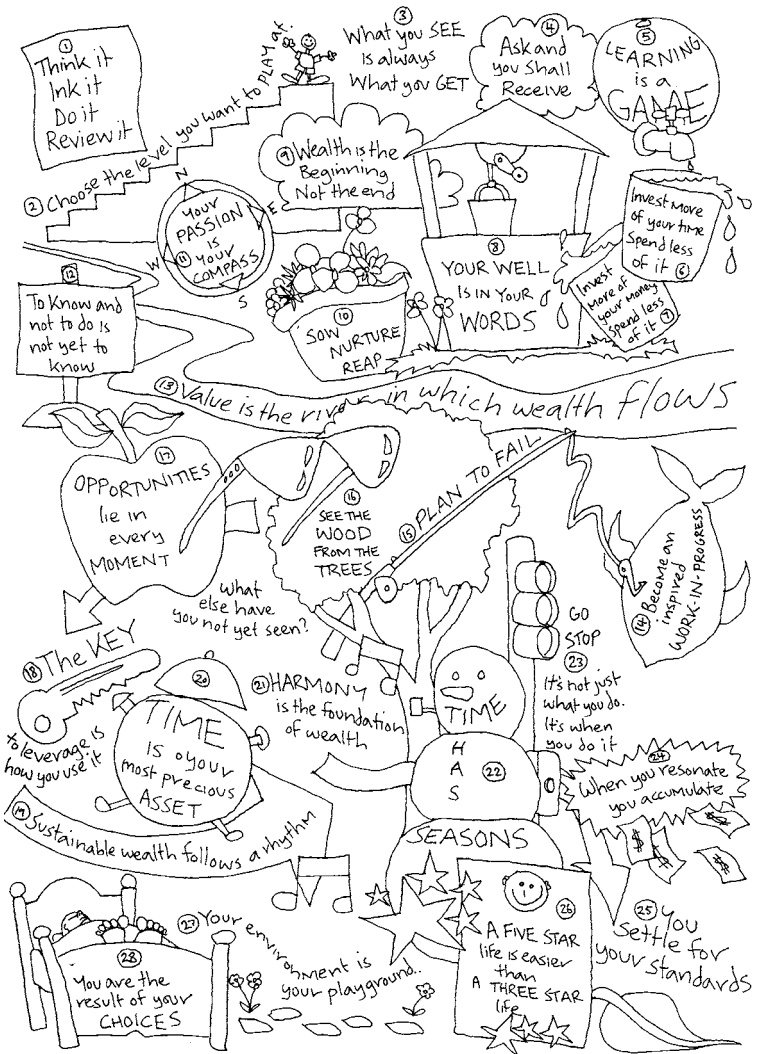 1
Think it
Ink it
Do it
Review it
2 Choose the level you want to PLAY at.
3
What you SEE
is always
What you GET
4
Ask and
you shall
Receive
5
LEARNING
is a
GAME
Invest More
of your time
Spend less
of it 6
Invest
More of
your Money
Spend less
of it 7
8
YOUR WELL
IS IN YOUR
WORDS
9 Wealth is the
Beginning
Not the end
10
SOW
NURTURE
REAP
N
E
S
W
YOUR
PASSION
is
11 YOUR
COMPASS
12
To Know and
not to do is
not yet to
know
13 Value is the river in which wealth flows
14 Become an
inspired
WORK-IN-PROGRESS
15 PLAN TO FAIL
16
SEE THE
WOOD
FROM THE
TREES
17
OPPORTUNITIES
lie in
every
MOMENT
What
else have
you not yet seen?
18 The KEY
to leverage is
how you use it
19 Sustainable wealth follows a rhythm
20
TIME
is your
most precious
ASSET
21 HARMONY
is the foundation
of wealth
TIME
HAS
22
SEASONS
GO
STOP
23
It's not just
what you do.
It's when
you do it
24
When you resonate
you accumulate
$
$
$
$
25 You
Settle for
your standards
26
A FIVE STAR
life is easier
than
A THREE STAR
life
27 Your environment is
your playground..
28
You are the
result of your
CHOICES